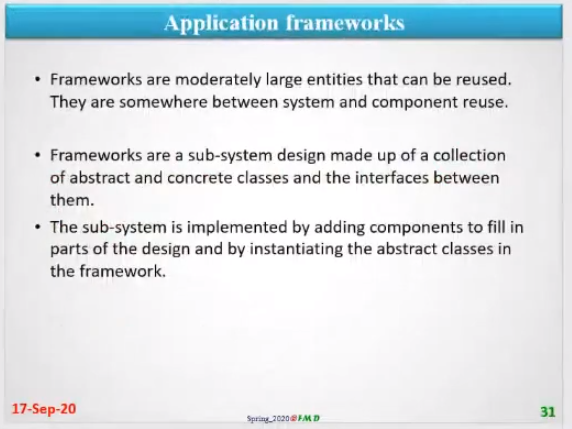 Application frameworks
• Frameworks are moderately large entities that can be reused.
They are somewhere between system and component reuse.
• Frameworks are a sub-system design made up of a collection
of abstract and concrete classes and the interfaces between
them.
• The sub-system is implemented by adding components to fill in
parts of the design and by instantiating the abstract classes in
the framework.
17-Sep-20
Spring_2020@FMD
31